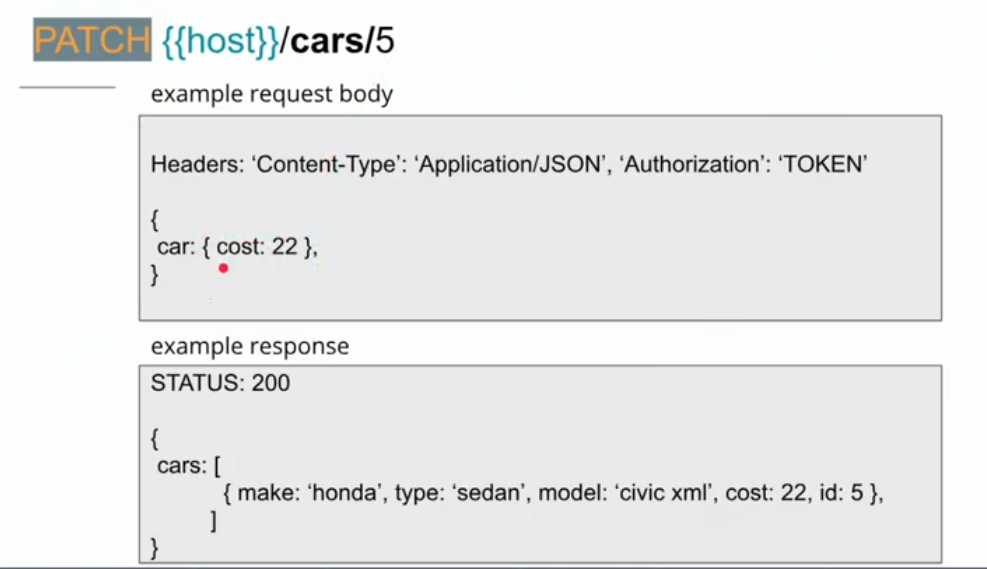 PATCH {{host}}/cars/5
example request body
Headers: ‘Content-Type’: ‘Application/JSON’, ‘Authorization’: ‘TOKEN’
{
car: { cost: 22 },
}
example response
STATUS: 200
{
cars: [
{ make: ‘honda’, type: ‘sedan’, model: ‘civic xml’, cost: 22, id: 5 },
]
}